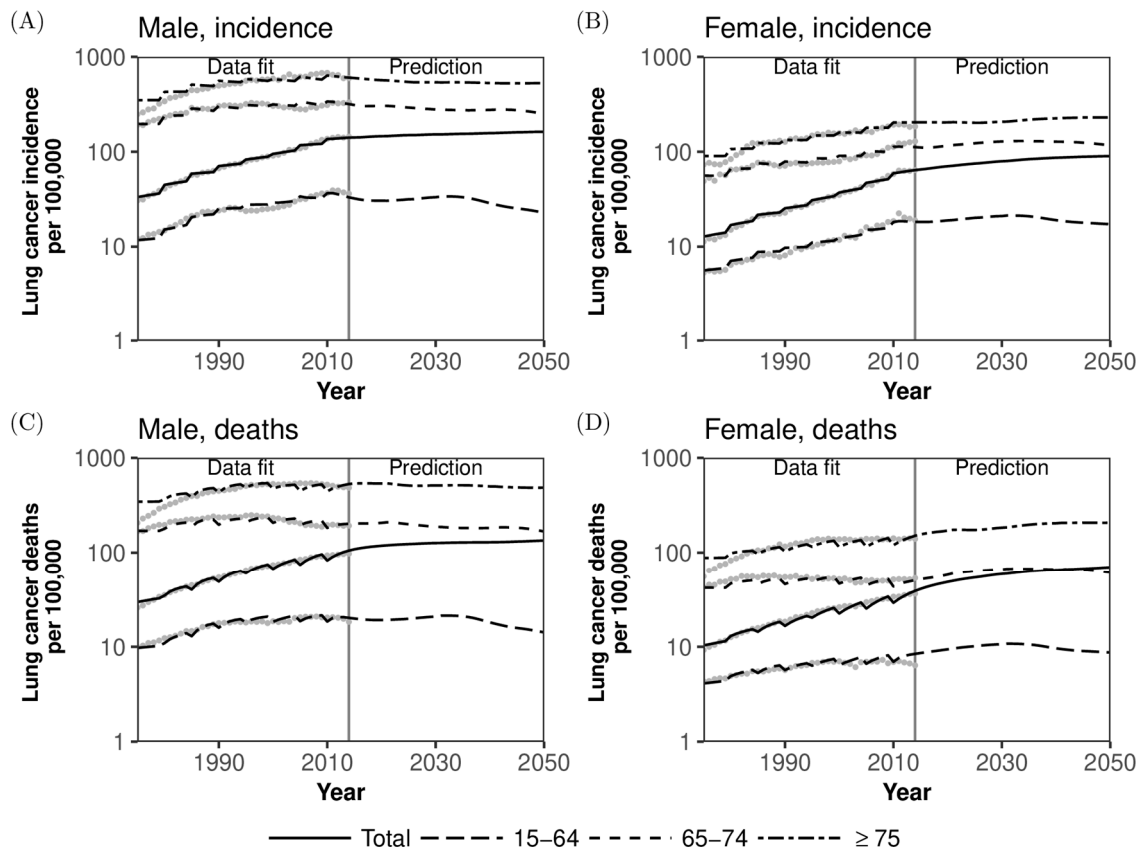 (A)
Male, incidence
Data fit
Prediction
1000
100
10
1
Lung cancer incidence
per 100,000
1990
2010
2030
2050
Year
(B)
Female, incidence
Data fit
Prediction
1000
100
10
1
Lung cancer incidence
per 100,000
1990
2010
2030
2050
Year
(C)
Male, deaths
Data fit
Prediction
1000
100
10
1
Lung cancer deaths
per 100,000
1990
2010
2030
2050
Year
(D)
Female, deaths
Data fit
Prediction
1000
100
10
1
Lung cancer deaths
per 100,000
1990
2010
2030
2050
Year
Total
15−64
65−74
≥ 75